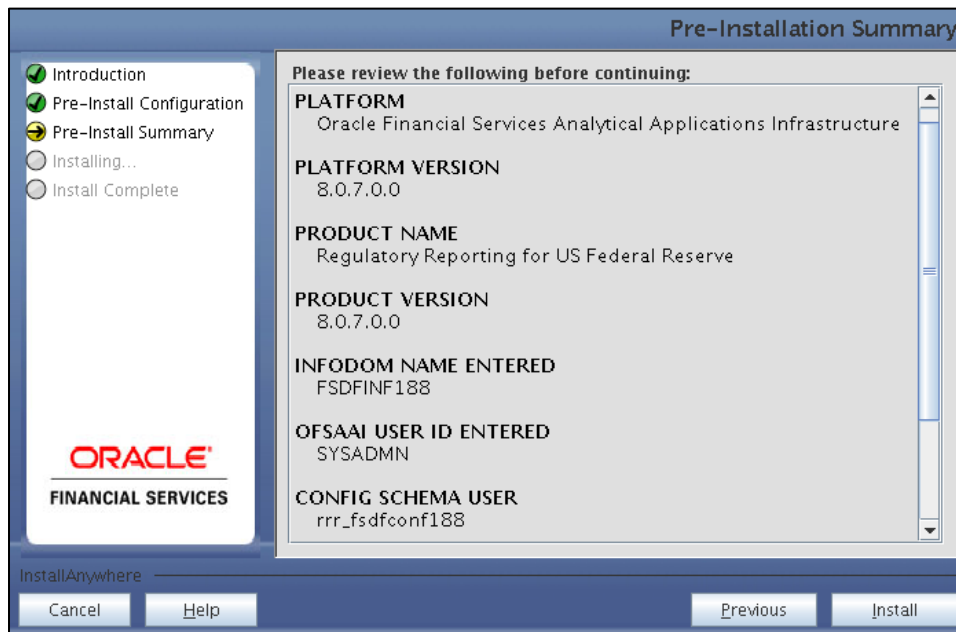 Pre-Installation Summary
Introduction
Pre-Install Configuration
Pre-Install Summary
Installing...
Install Complete
ORACLE®
FINANCIAL SERVICES
Please review the following before continuing:
PLATFORM
Oracle Financial Services Analytical Applications Infrastructure
PLATFORM VERSION
8.0.7.0.0
PRODUCT NAME
Regulatory Reporting for US Federal Reserve
PRODUCT VERSION
8.0.7.0.0
INFODOM NAME ENTERED
FSDFINF188
OFSAAI USER ID ENTERED
SYSADMN
CONFIG SCHEMA USER
rrr_fsdfconf188
InstallAnywhere
Cancel
Help
Previous
Install